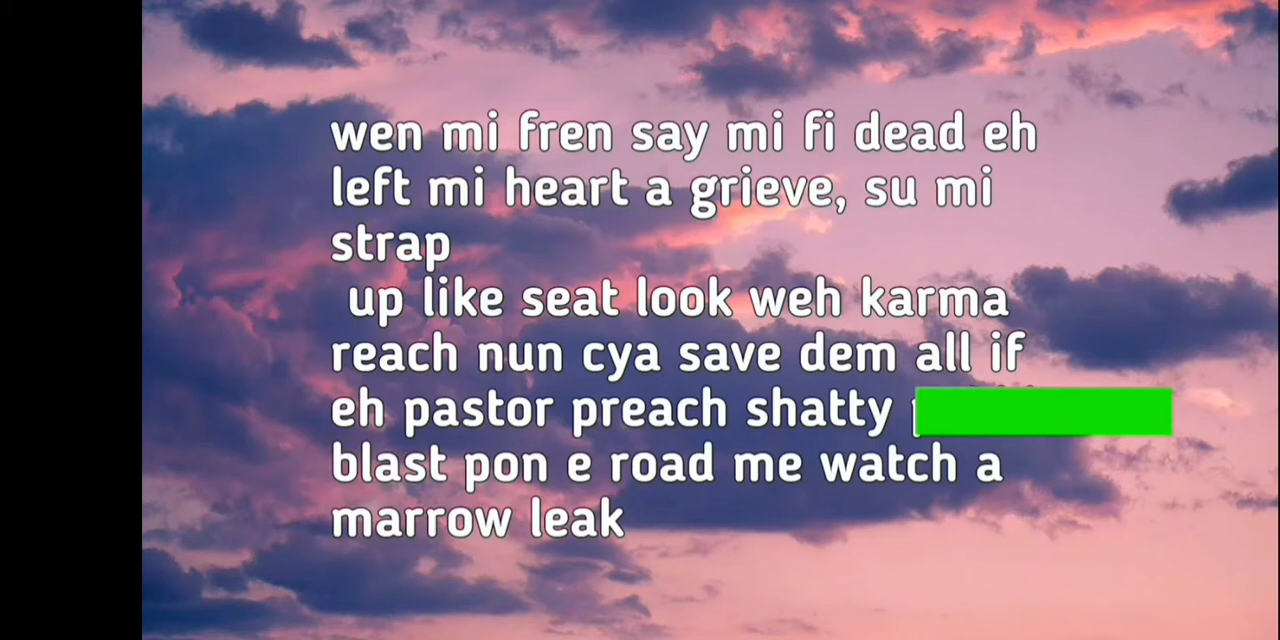 wen mi fren say mi fi dead eh
left mi heart a grieve, su mi
strap
up like seat look weh karma
reach nun cya save dem all if
eh pastor preach shatty
blast pon e road me watch a
marrow leak